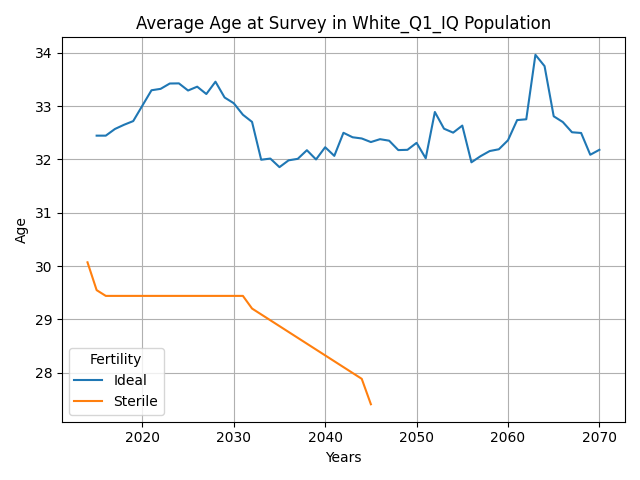 Average Age at Survey in White_Q1_IQ Population
Age
34
33
32
31
30
29
28
Fertility
Ideal
Sterile
2020 2030 2040 2050 2060 2070
Years